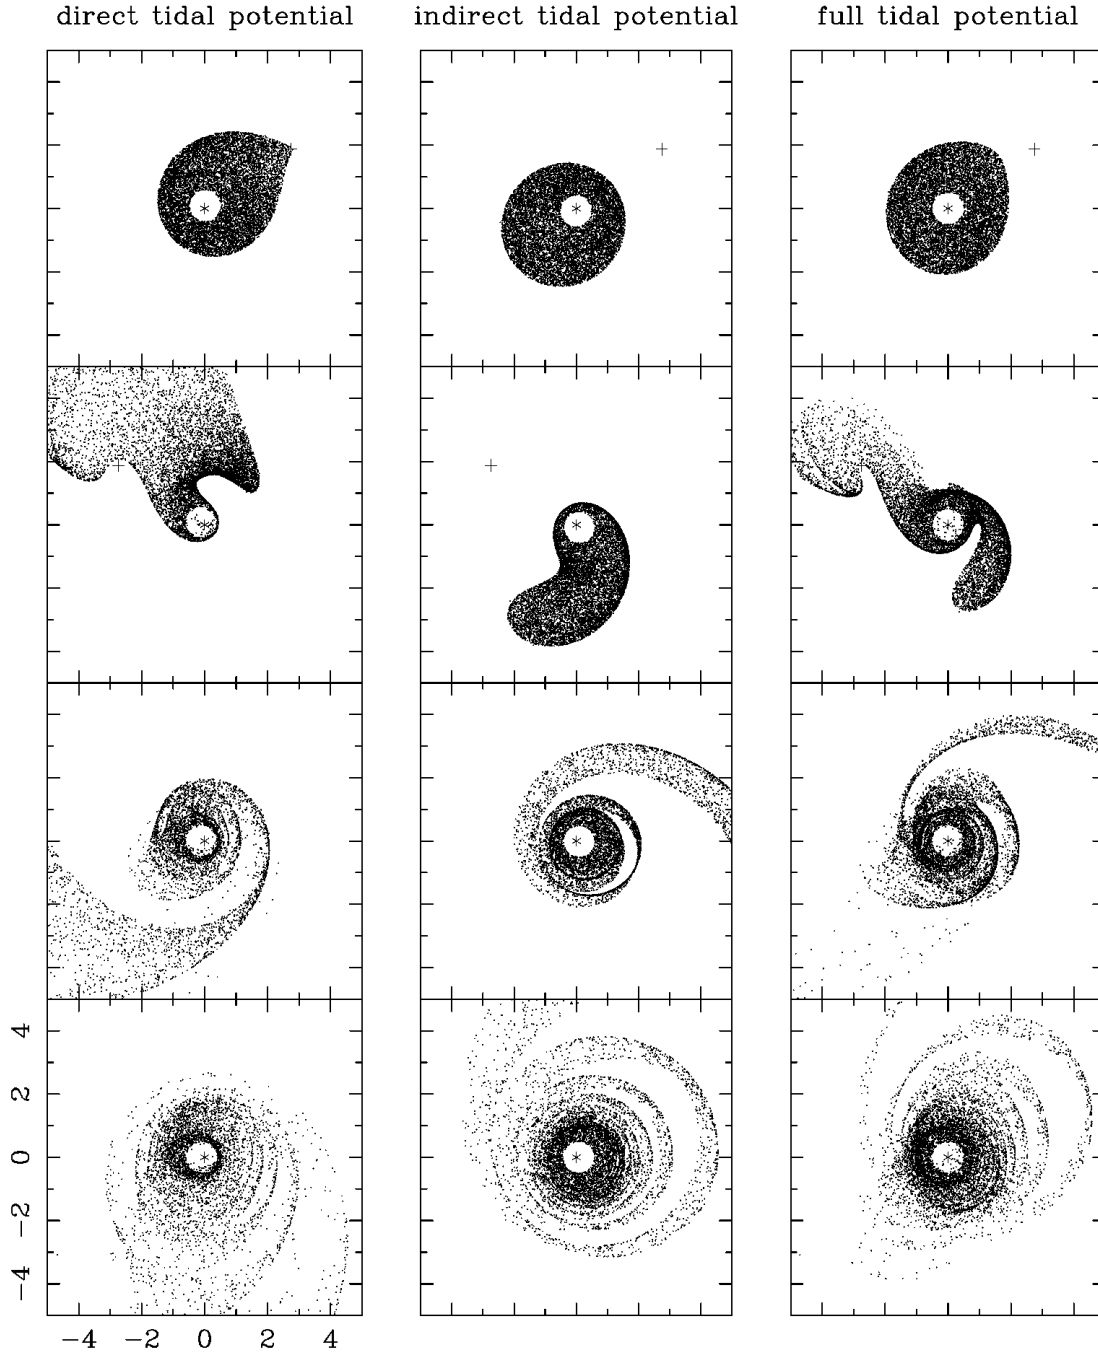 direct tidal potential
indirect tidal potential
full tidal potential
4
2
0
−2
−4
−4 −2 0 2 4